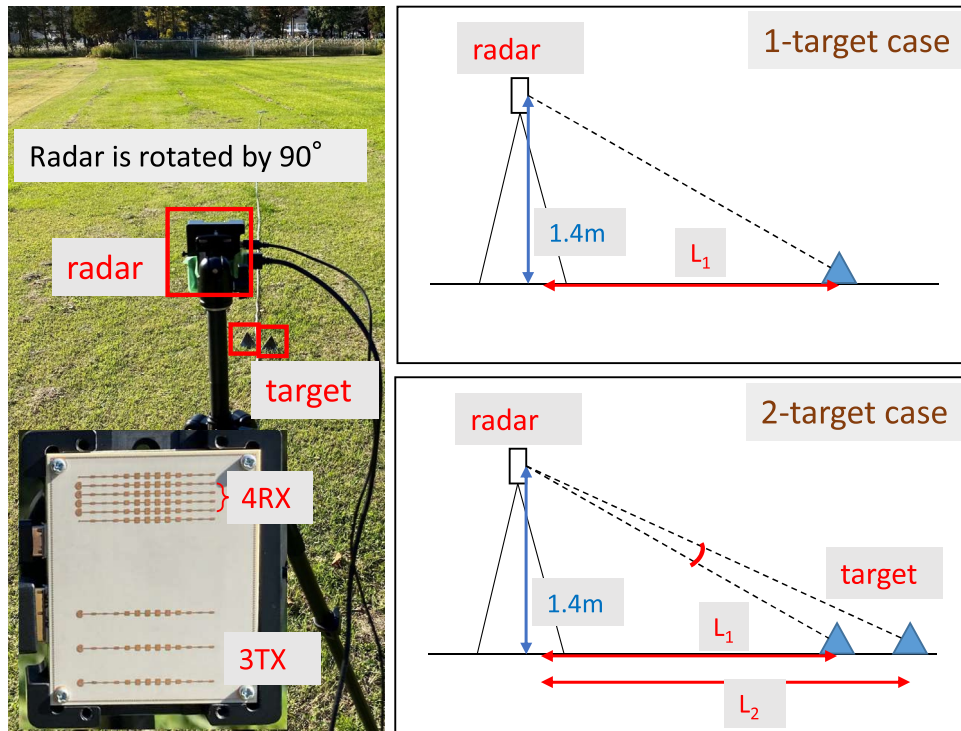 Radar is rotated by 90°
radar
target
4RX
3TX
1-target case
radar
1.4m
L₁
2-target case
radar
target
1.4m
L₁
L₂